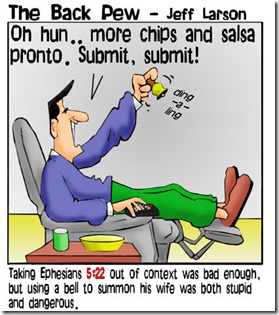 The Back Pew – Jeff Larson
Oh hun.. more chips and salsa
pronto. Submit, submit!
ding
-a-
ling
Taking Ephesians 5:22 out of context was bad enough,
but using a bell to summon his wife was both stupid
and dangerous.